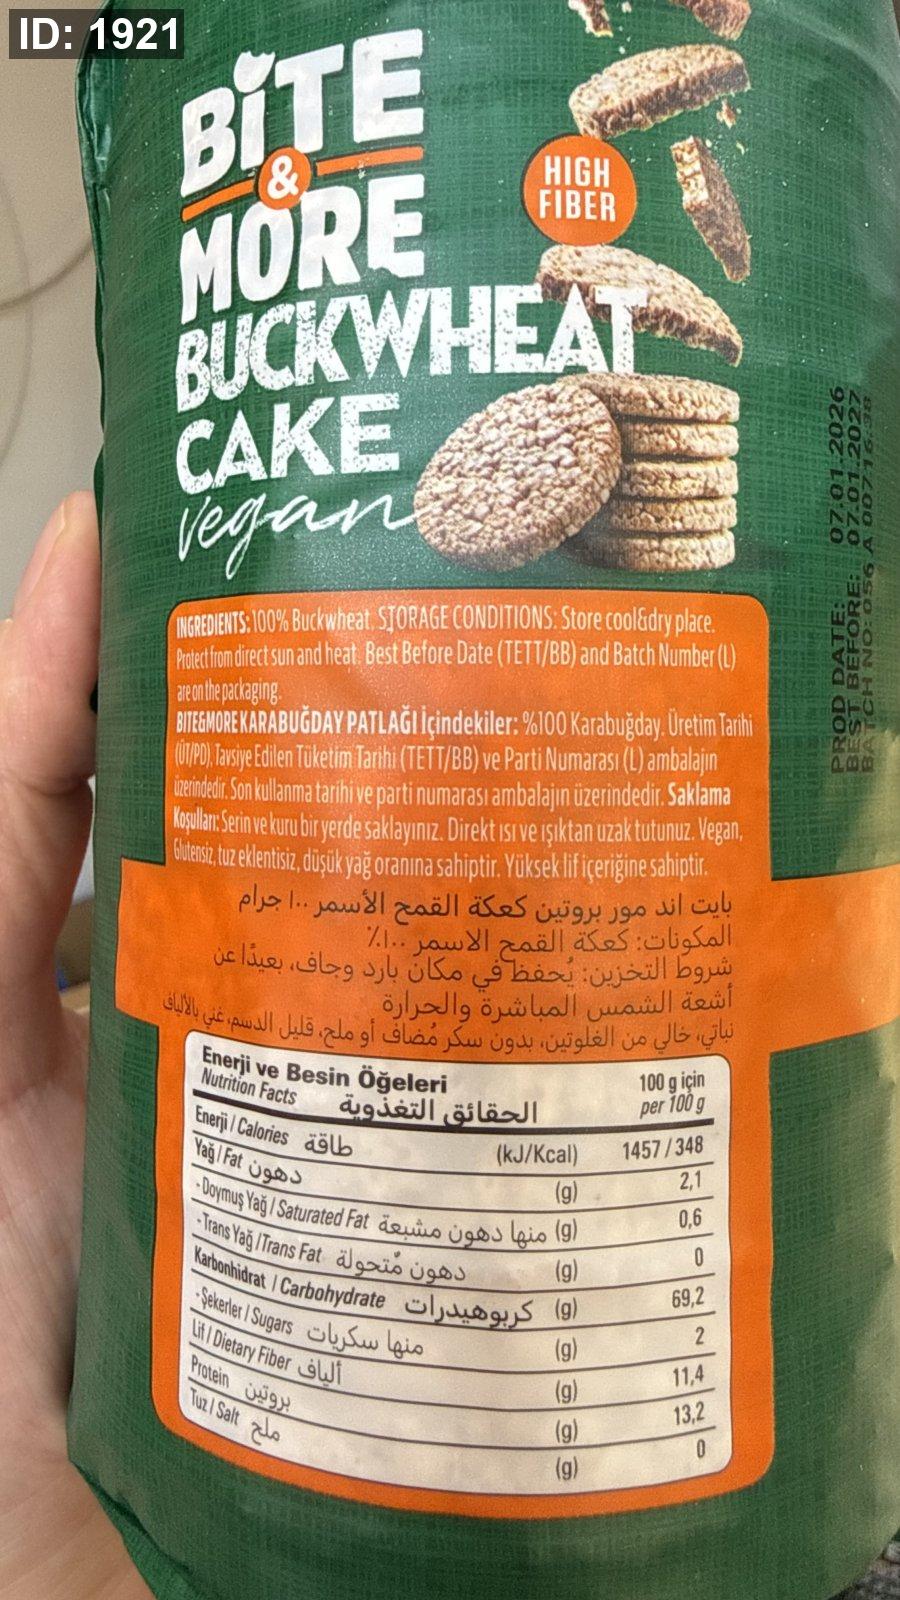 ID: 1921
BiTE
&
MORE
HIGH
FIBER
BUCKWHEAT
CAKE
vegan
PROD DATE: 07.01.2026
BEST BEFORE: 07.01.2027
BATCH NO: 056 A 00716:38
INGREDIENTS: 100% Buckwheat. STORAGE CONDITIONS: Store cool&dry place.
Protect from direct sun and heat. Best Before Date (TETT/BB) and Batch Number (L)
are on the packaging.
BITE&MORE KARABUĞDAY PATLAĞI İçindekiler: %100 Karabuğday. Üretim Tarihi
(ÜT/PD), Tavsiye Edilen Tüketim Tarihi (TETT/BB) ve Parti Numarası (L) ambalajın
üzerindedir. Son kullanma tarihi ve parti numarası ambalajın üzerindedir. Saklama
Koşulları: Serin ve kuru bir yerde saklayınız. Direkt ısı ve ışıktan uzak tutunuz. Vegan,
Glutensiz, tuz eklentisiz, düşük yağ oranına sahiptir. Yüksek lif içeriğine sahiptir.
بايت اند مور بروتين كعكة القمح الأسمر ١٠٠ جرام
المكونات: كعكة القمح الاسمر ١٠٠٪
شروط التخزين: يُحفظ في مكان بارد وجاف، بعيدًا عن
أشعة الشمس المباشرة والحرارة
نباتي، خالي من الغلوتين، بدون سكر مُضاف أو ملح، قليل الدسم، غني بالألياف
Enerji ve Besin Öğeleri 100 g için
Nutrition Facts الحقائق التغذوية per 100 g
Enerji / Calories طاقة (kJ/Kcal) 1457 / 348
Yağ / Fat دهون (g) 2,1
- Doymuş Yağ / Saturated Fat منها دهون مشبعة (g) 0,6
- Trans Yağ / Trans Fat دهون مُتحولة (g) 0
Karbonhidrat / Carbohydrate كربوهيدرات (g) 69,2
- Şekerler / Sugars منها سكريات (g) 2
Lif / Dietary Fiber ألياف (g) 11,4
Protein بروتين (g) 13,2
Tuz / Salt ملح (g) 0